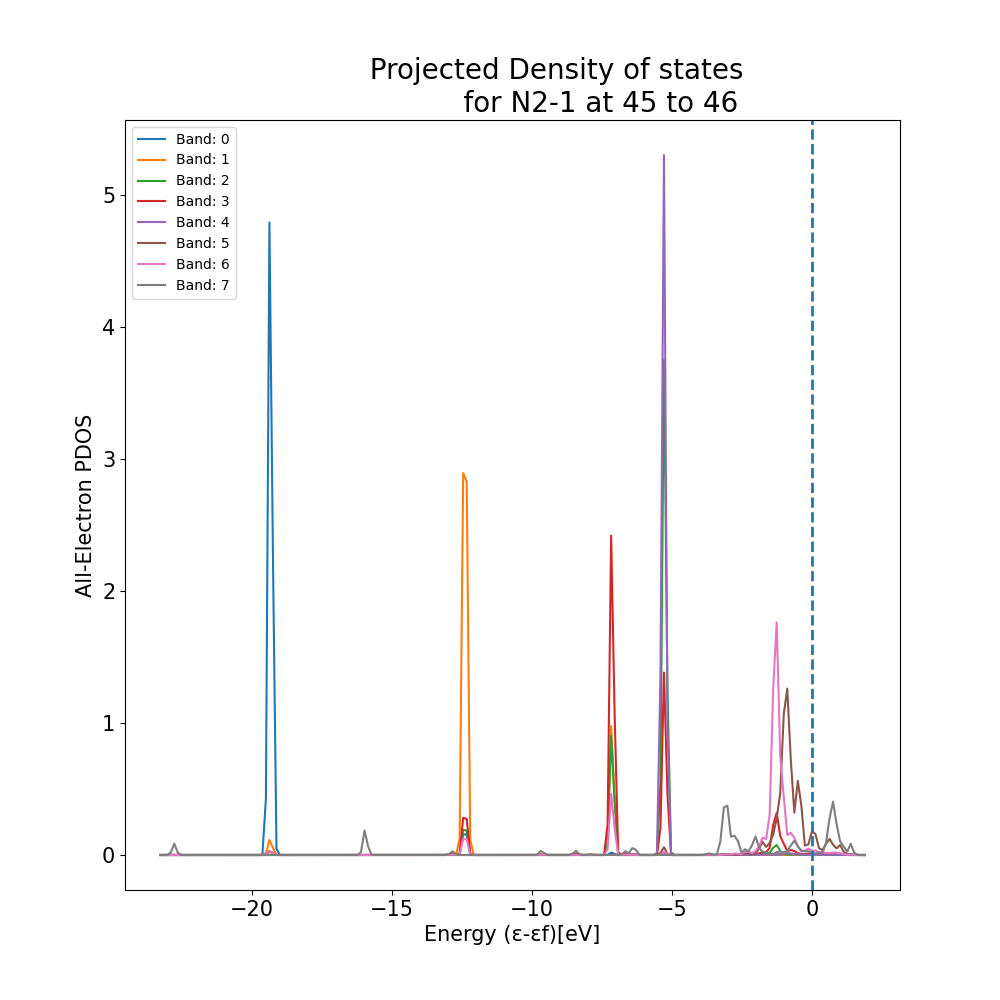 Projected Density of states
for N2-1 at 45 to 46
Band: 0
Band: 1
Band: 2
Band: 3
Band: 4
Band: 5
Band: 6
Band: 7
All-Electron PDOS
5
4
3
2
1
0
−20 −15 −10 −5 0
Energy (ε-εf)[eV]